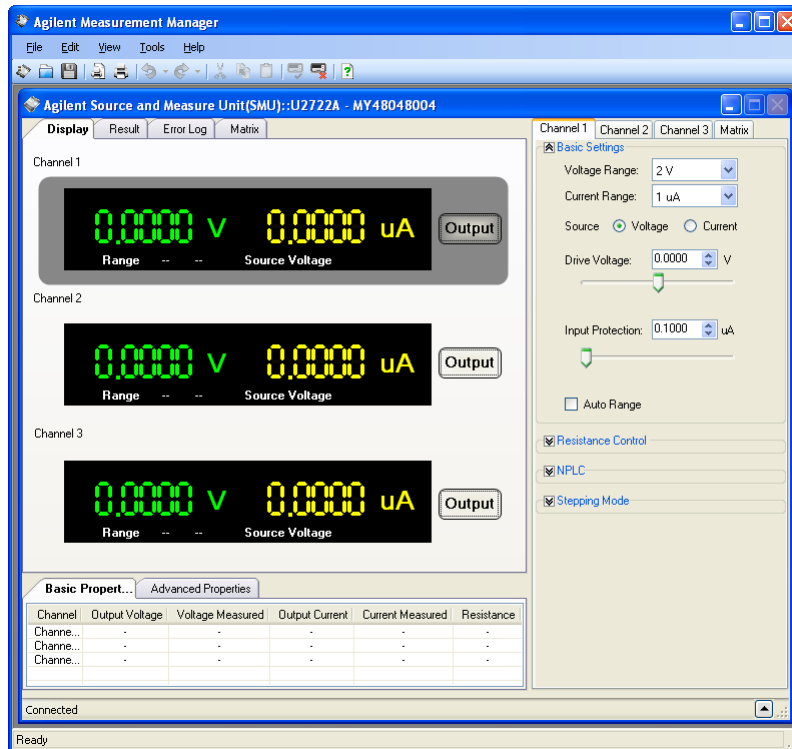 Agilent Measurement Manager
File Edit View Tools Help
Agilent Source and Measure Unit(SMU)::U2722A - MY48048004
Display Result Error Log Matrix
Channel 1
0.0000 V 0.0000 uA Output
Range -- -- Source Voltage
Channel 2
0.0000 V 0.0000 uA Output
Range -- -- Source Voltage
Channel 3
0.0000 V 0.0000 uA Output
Range -- -- Source Voltage
Channel 1 Channel 2 Channel 3 Matrix
Basic Settings
Voltage Range: 2 V
Current Range: 1 uA
Source Voltage Current
Drive Voltage: 0.0000 V
Input Protection: 0.1000 uA
Auto Range
Resistance Control
NPLC
Stepping Mode
Basic Propert... Advanced Properties
Channel Output Voltage Voltage Measured Output Current Current Measured Resistance
Channe... - - - - -
Channe... - - - - -
Channe... - - - - -
Connected
Ready